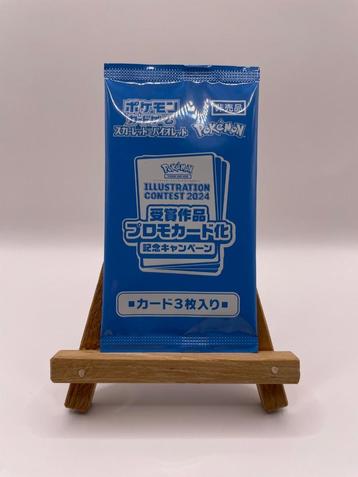 ポケモン
カードゲーム
スカーレット&バイオレット
非売品
POKÉMON
POKÉMON
ILLUSTRATION
CONTEST 2024
受賞作品
プロモカード化
記念キャンペーン
■カード3枚入り■